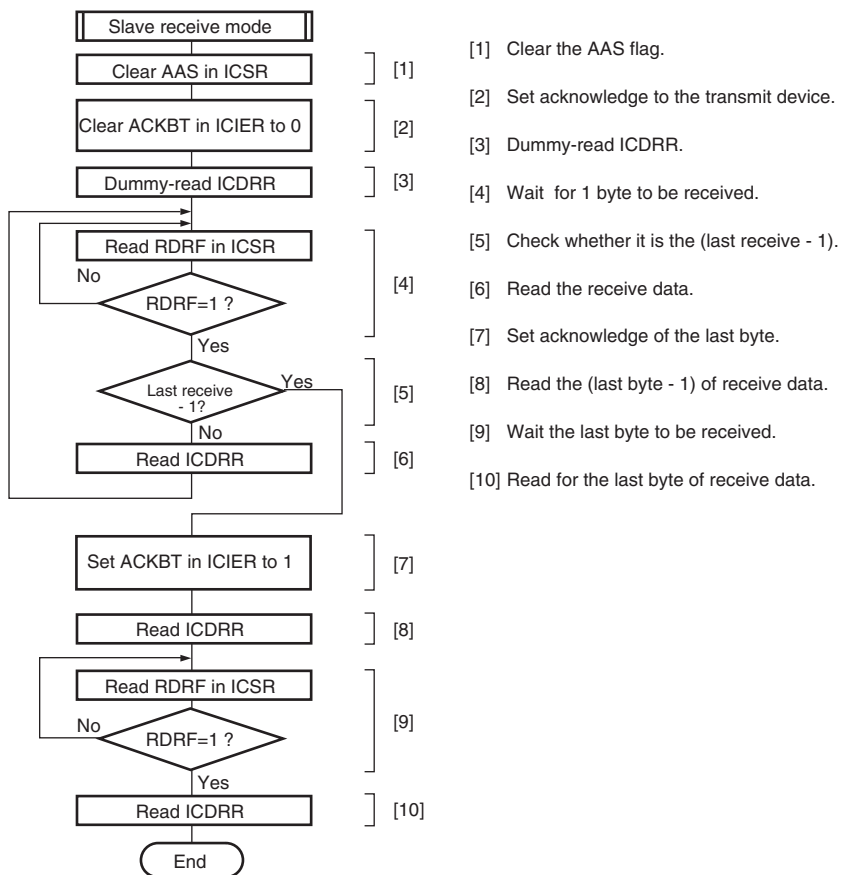 Slave receive mode
Clear AAS in ICSR
[1]
Clear ACKBT in ICIER to 0
[2]
Dummy-read ICDRR
[3]
Read RDRF in ICSR
No
RDRF=1 ?
[4]
Yes
Last receive
- 1?
Yes
[5]
No
Read ICDRR
[6]
Set ACKBT in ICIER to 1
[7]
Read ICDRR
[8]
Read RDRF in ICSR
No
RDRF=1 ?
[9]
Yes
Read ICDRR
[10]
End
[1] Clear the AAS flag.
[2] Set acknowledge to the transmit device.
[3] Dummy-read ICDRR.
[4] Wait for 1 byte to be received.
[5] Check whether it is the (last receive - 1).
[6] Read the receive data.
[7] Set acknowledge of the last byte.
[8] Read the (last byte - 1) of receive data.
[9] Wait the last byte to be received.
[10] Read for the last byte of receive data.